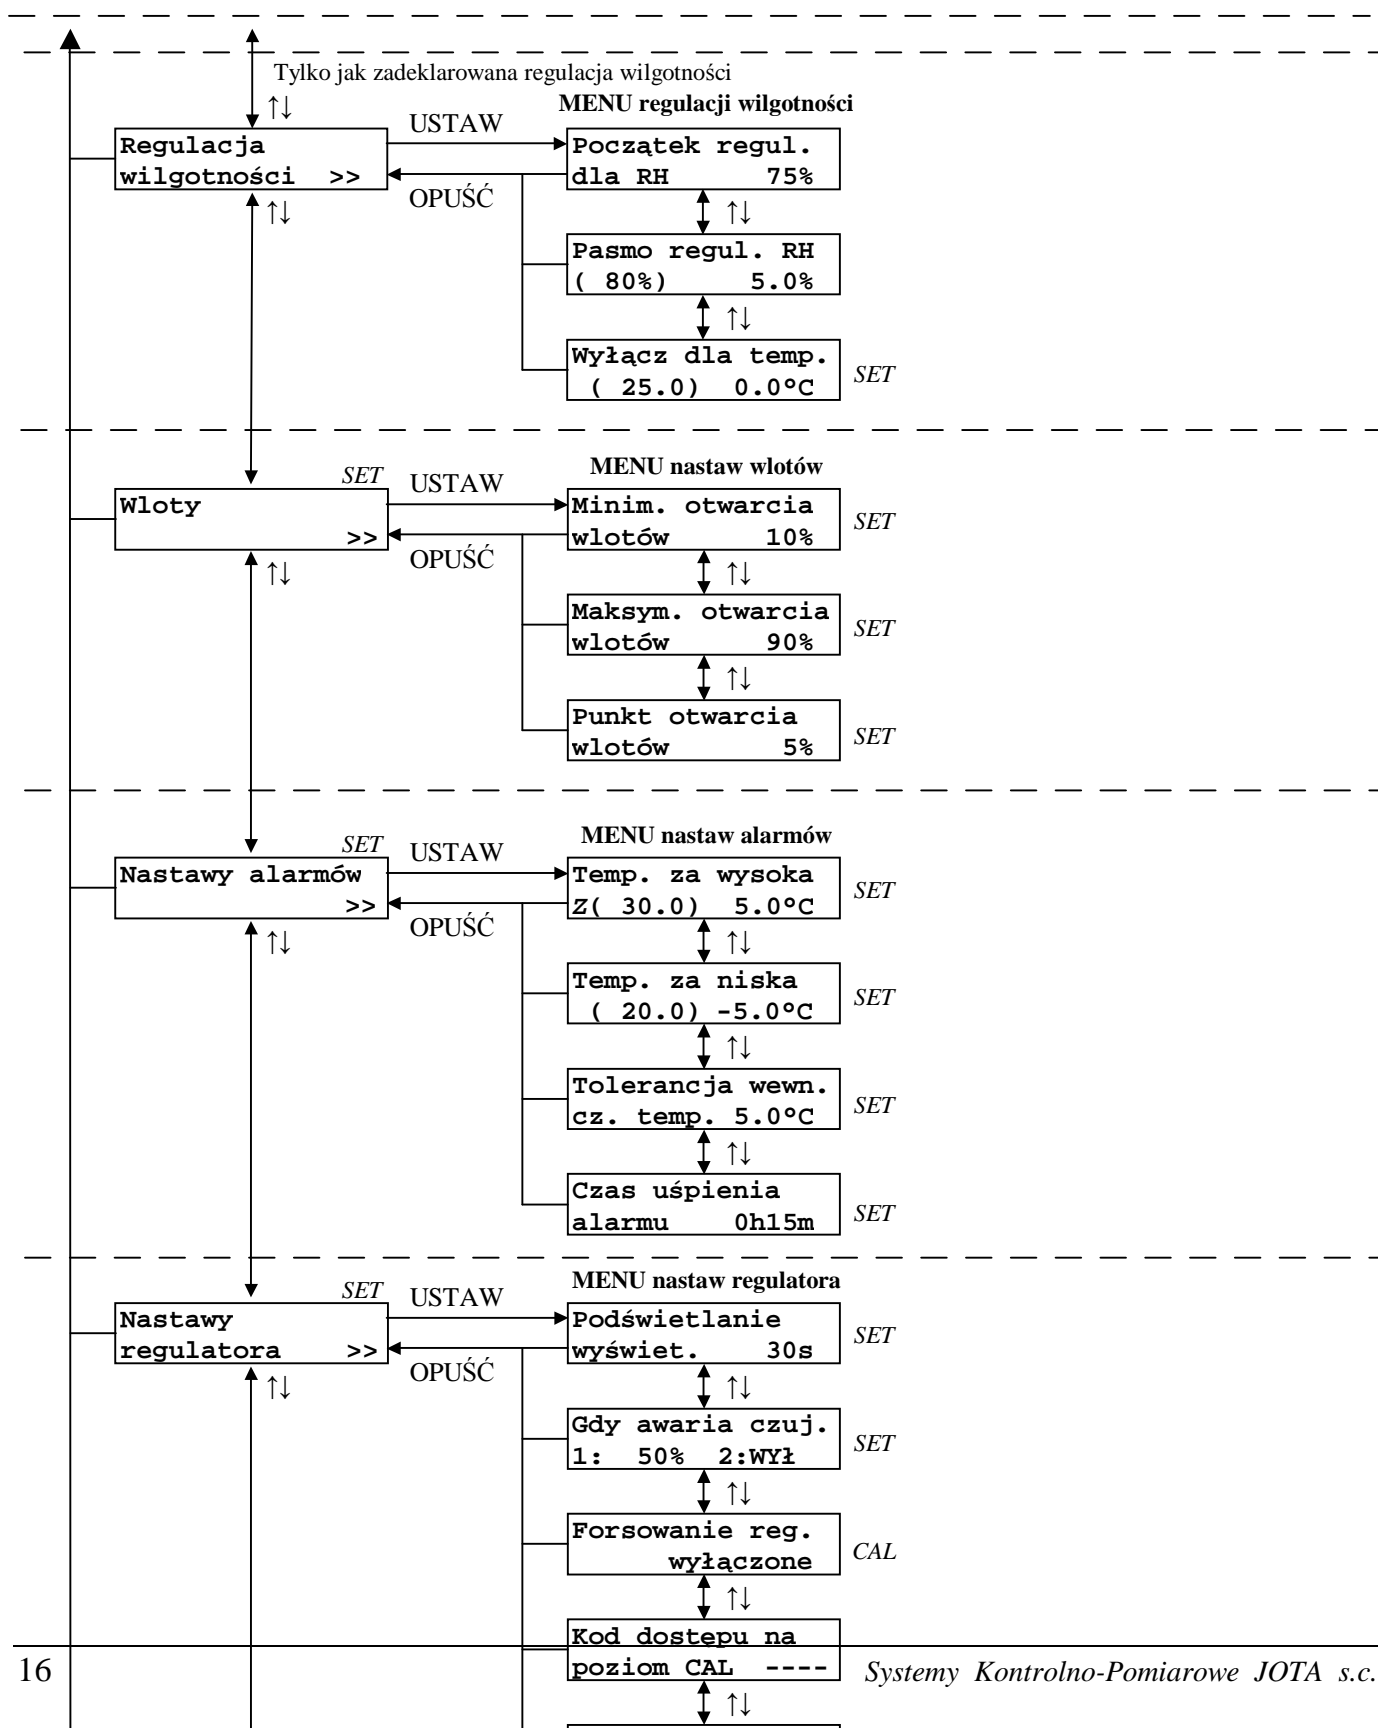 Tylko jak zadeklarowana regulacja wilgotności
↑↓
MENU regulacji wilgotności
USTAW
Regulacja
wilgotności >>
OPUŚĆ
↑↓
Początek regul.
dla RH 75%
↑↓
Pasmo regul. RH
( 80%) 5.0%
↑↓
Wyłącz dla temp.
( 25.0) 0.0°C
SET
MENU nastaw wlotów
SET
USTAW
Wloty
>>
OPUŚĆ
↑↓
Minim. otwarcia
wlotów 10%
SET
↑↓
Maksym. otwarcia
wlotów 90%
SET
↑↓
Punkt otwarcia
wlotów 5%
SET
MENU nastaw alarmów
SET
USTAW
Nastawy alarmów
>>
OPUŚĆ
↑↓
Temp. za wysoka
Z( 30.0) 5.0°C
SET
↑↓
Temp. za niska
( 20.0) -5.0°C
SET
↑↓
Tolerancja wewn.
cz. temp. 5.0°C
SET
↑↓
Czas uśpienia
alarmu 0h15m
SET
MENU nastaw regulatora
SET
USTAW
Nastawy
regulatora >>
OPUŚĆ
↑↓
Podświetlanie
wyświet. 30s
SET
↑↓
Gdy awaria czuj.
1: 50% 2:WYł
SET
↑↓
Forsowanie reg.
wyłączone
CAL
↑↓
Kod dostępu na
poziom CAL ----
↑↓
16
Systemy Kontrolno-Pomiarowe JOTA s.c.